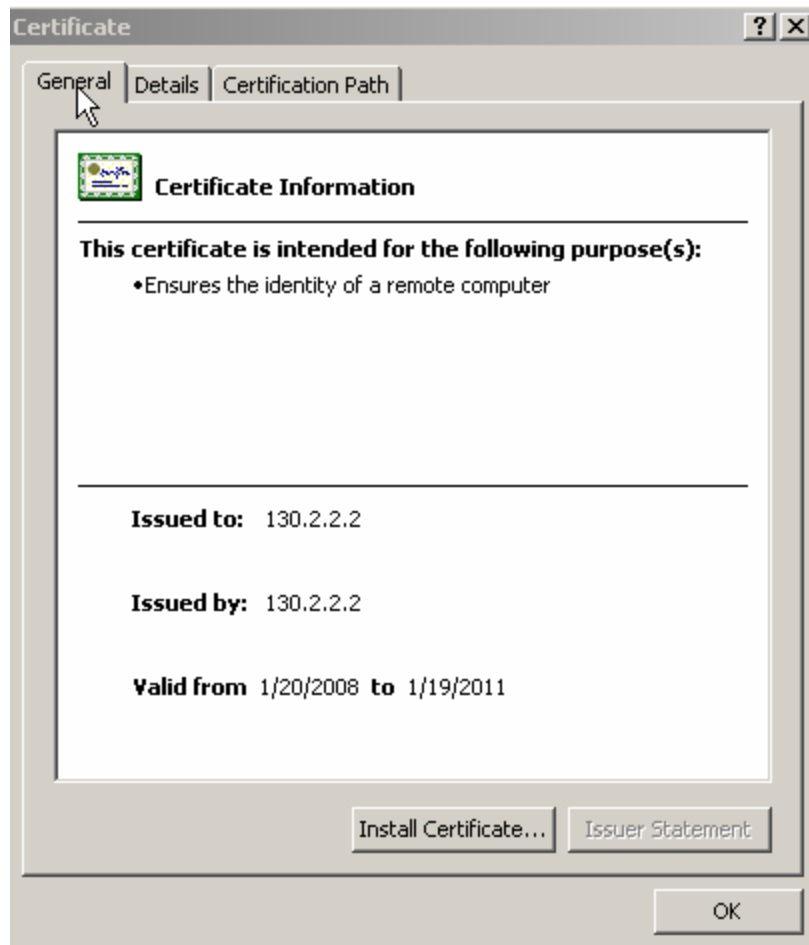 Certificate
? X
General Details Certification Path
Certificate Information
This certificate is intended for the following purpose(s):
•Ensures the identity of a remote computer
Issued to: 130.2.2.2
Issued by: 130.2.2.2
Valid from 1/20/2008 to 1/19/2011
Install Certificate... Issuer Statement
OK